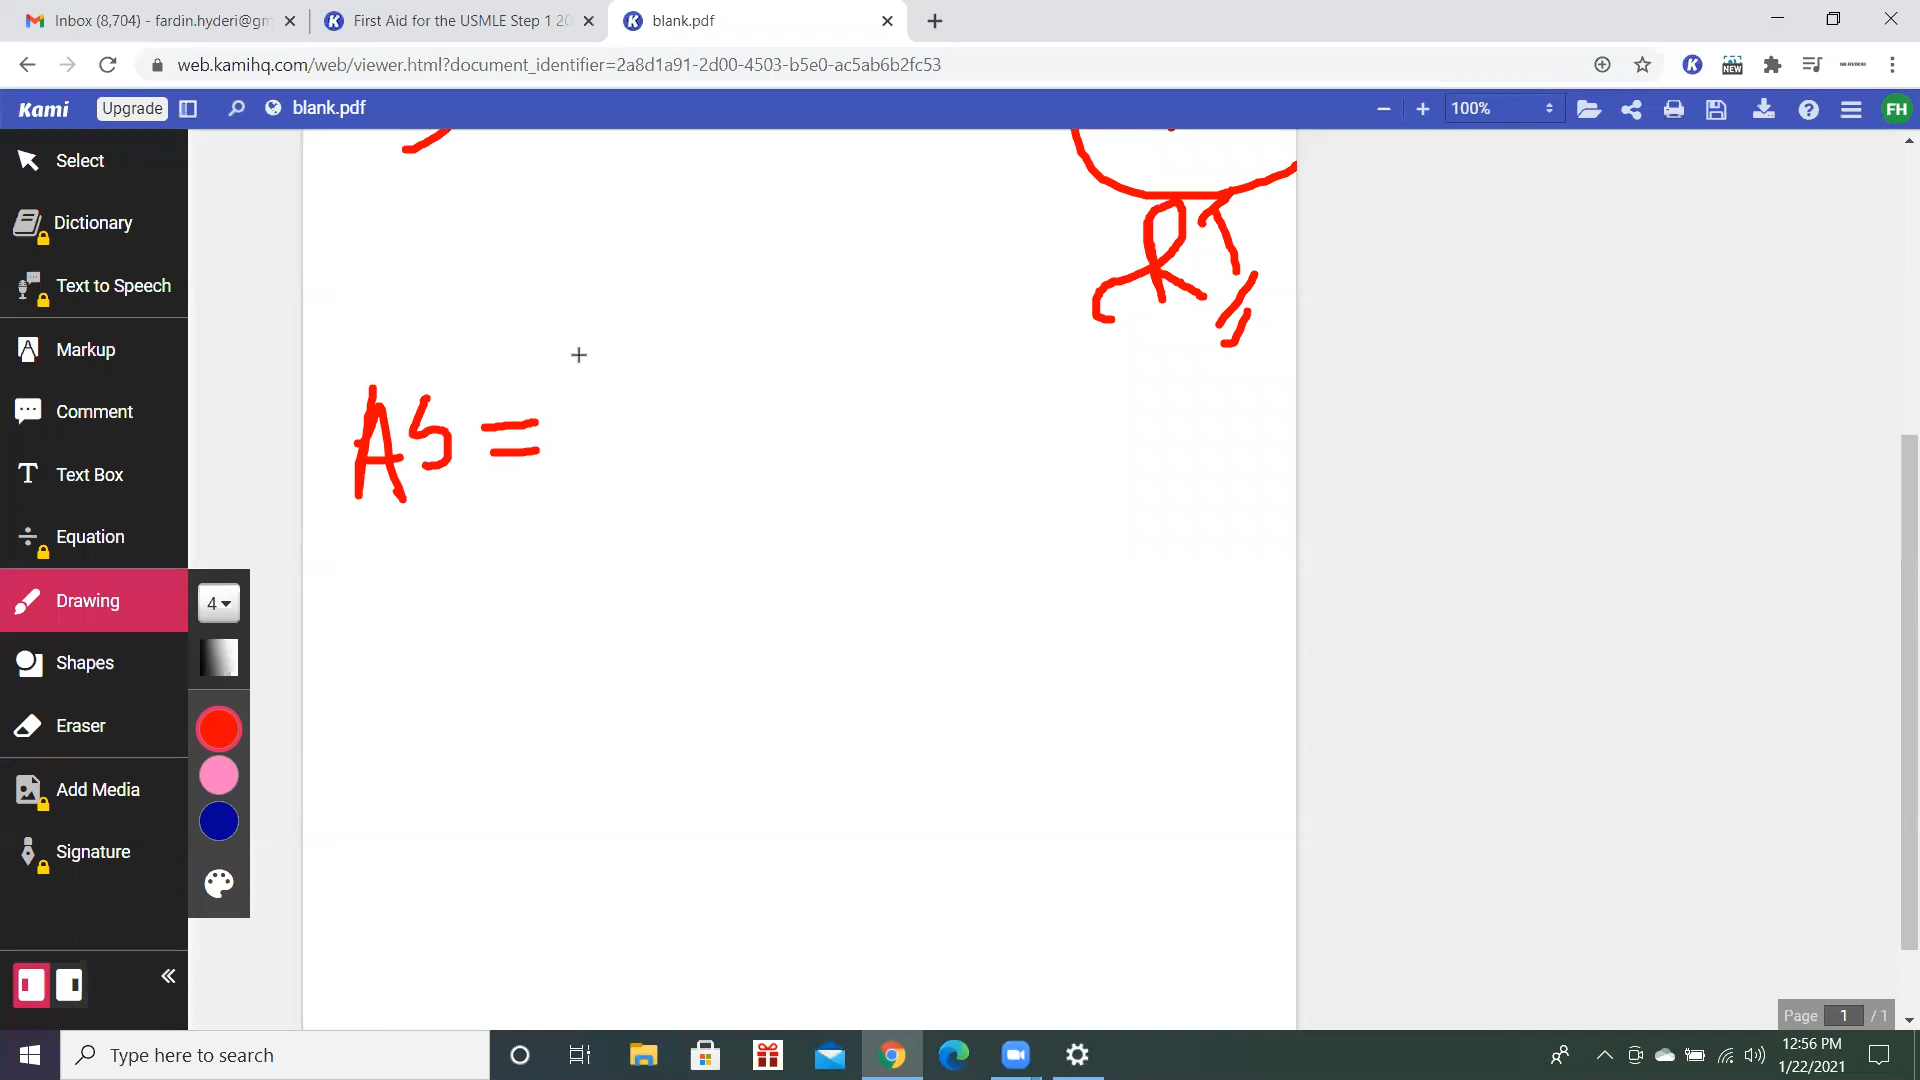 Inbox (8,704) - fardin.hyderi@gm
First Aid for the USMLE Step 1 20
blank.pdf
web.kamihq.com/web/viewer.html?document_identifier=2a8d1a91-2d00-4503-b5e0-ac5ab6b2fc53
NEW
Kami
Upgrade
blank.pdf
100%
FH
Select
Dictionary
Text to Speech
Markup
Comment
Text Box
Equation
Drawing
4
Shapes
Eraser
Add Media
Signature
AS =
Page 1 / 1
Type here to search
12:56 PM
1/22/2021